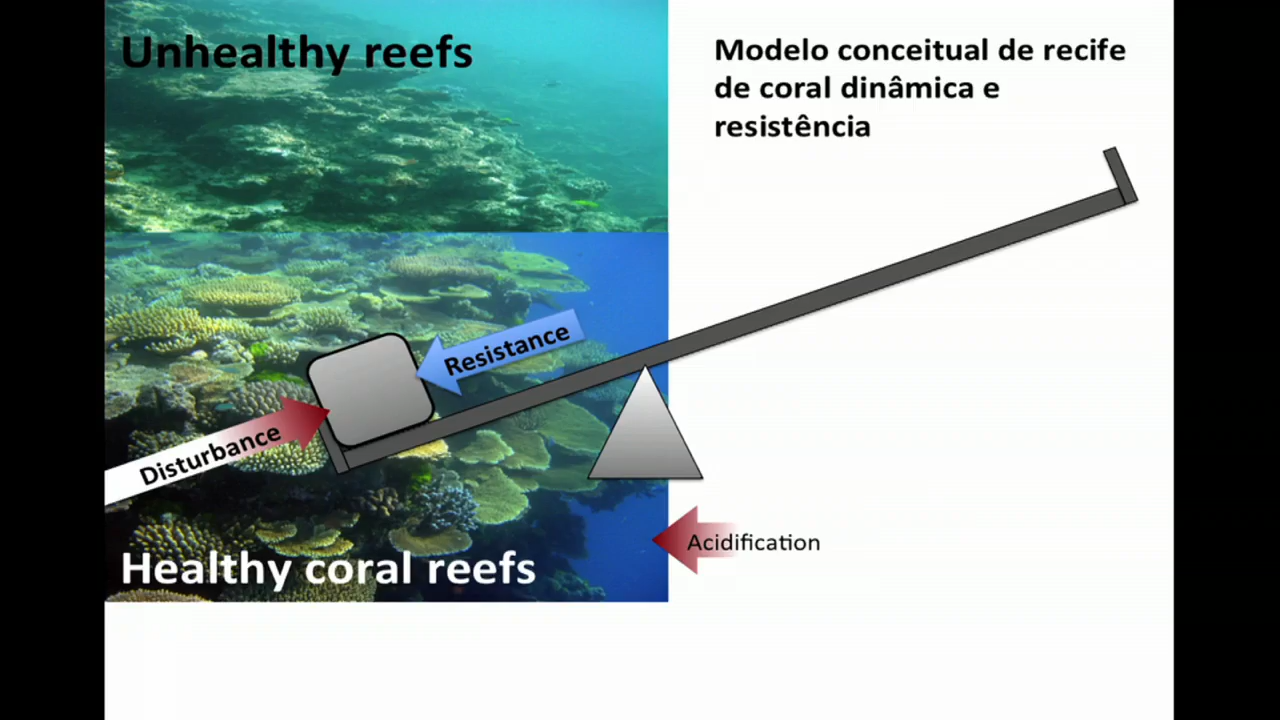 Unhealthy reefs
Modelo conceitual de recife
de coral dinâmica e
resistência
Resistance
Disturbance
Acidification
Healthy coral reefs